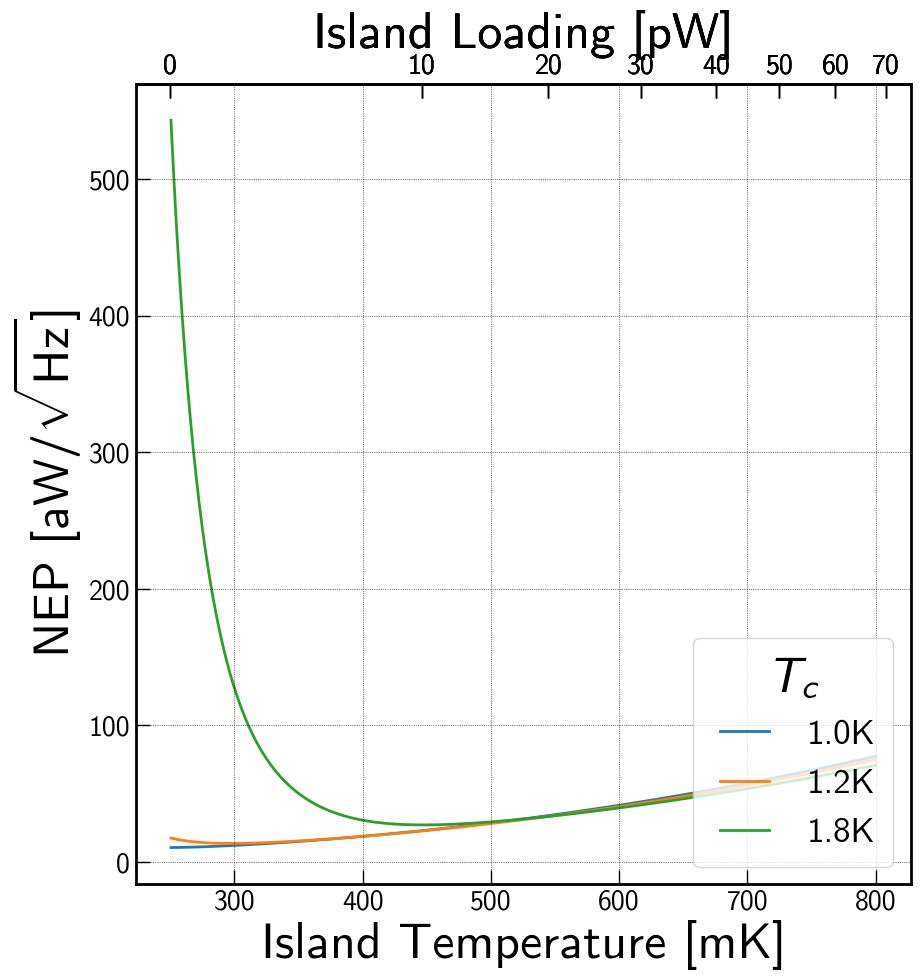 Island Loading [pW]
0 10 20 30 40 50 60 70
500
400
300
200
100
0
NEP [aW/√Hz]
T_c
1.0K
1.2K
1.8K
300 400 500 600 700 800
Island Temperature [mK]